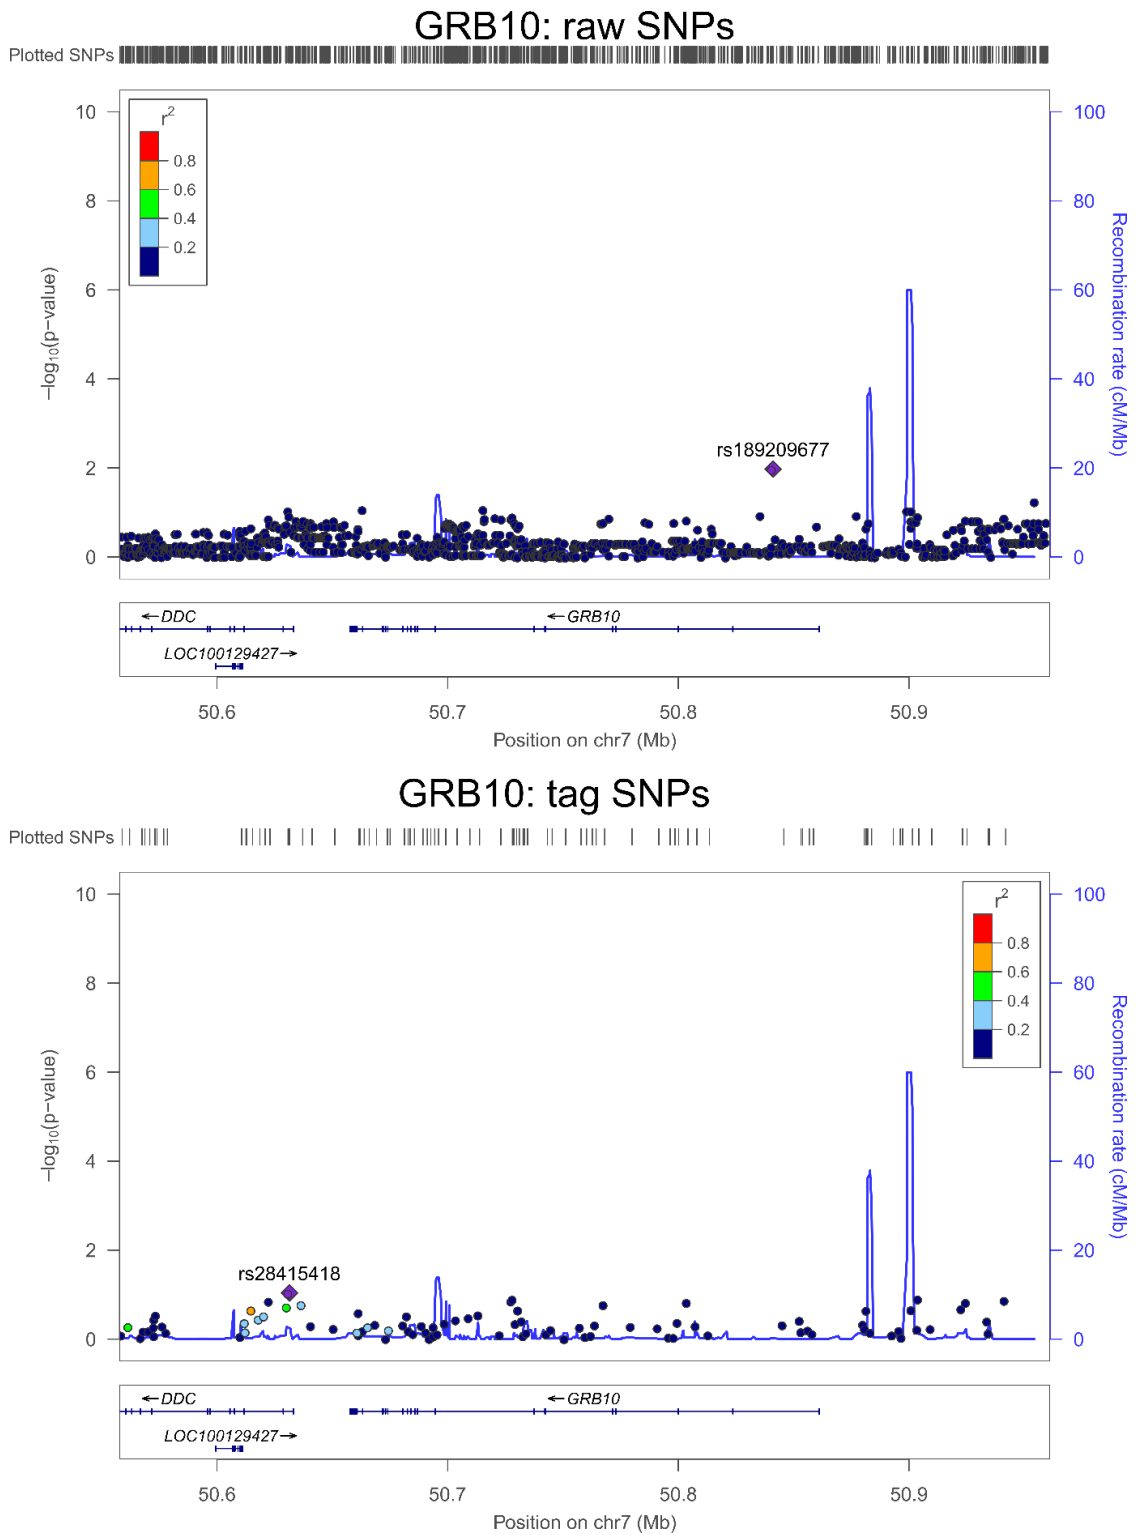 GRB10: raw SNPs
Plotted SNPs
10
8
6
4
2
0
−log10(p−value)
r2
0.8
0.6
0.4
0.2
rs189209677
100
80
60
40
20
0
Recombination rate (cM/Mb)
←DDC
←GRB10
LOC100129427→
50.6 50.7 50.8 50.9
Position on chr7 (Mb)
GRB10: tag SNPs
Plotted SNPs
10
8
6
4
2
0
−log10(p−value)
rs28415418
r2
0.8
0.6
0.4
0.2
100
80
60
40
20
0
Recombination rate (cM/Mb)
←DDC
←GRB10
LOC100129427→
50.6 50.7 50.8 50.9
Position on chr7 (Mb)